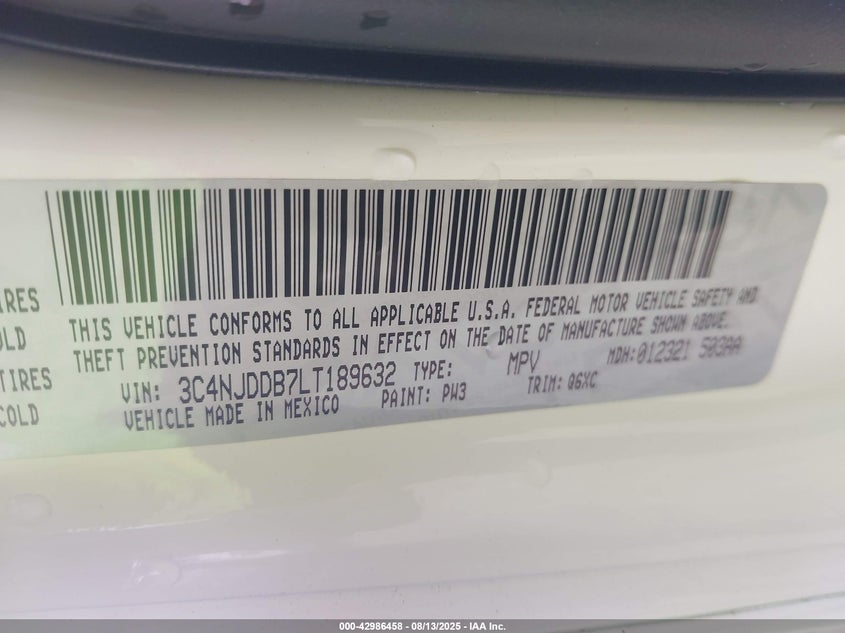 IRES
OLD
TIRES
COLD
THIS VEHICLE CONFORMS TO ALL APPLICABLE U.S.A. FEDERAL MOTOR VEHICLE SAFETY AND
THEFT PREVENTION STANDARDS IN EFFECT ON THE DATE OF MANUFACTURE SHOWN ABOVE.
VIN: 3C4NJDDB7LT189632 TYPE: MPV MDH: 012321 503AA
VEHICLE MADE IN MEXICO PAINT: PW3 TRIM: Q6XC
000-42986458 - 08/13/2025 - IAA Inc.